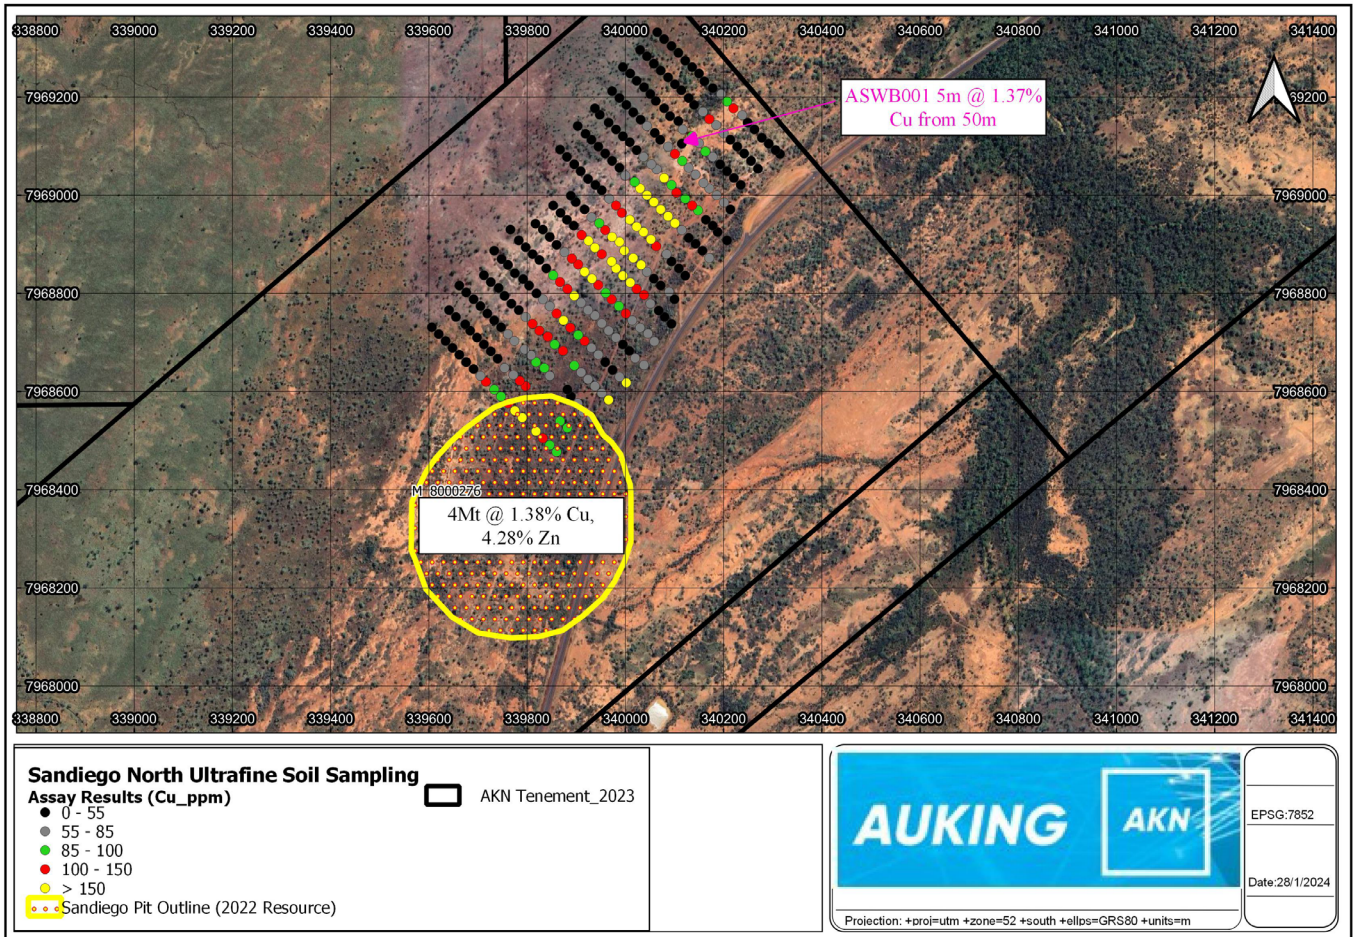 338800 339000 339200 339400 339600 339800 340000 340200 340400 340600 340800 341000 341200 341400
7969200
ASWB001 5m @ 1.37%
Cu from 50m
69200
7969000
7969000
7968800
7968800
7968600
7968600
7968400
M 8000276
7968400
4Mt @ 1.38% Cu,
4.28% Zn
7968200
7968200
7968000
7968000
338800 339000 339200 339400 339600 339800 340000 340200 340400 340600 340800 341000 341200 341400
Sandiego North Ultrafine Soil Sampling
Assay Results (Cu_ppm)
AKN Tenement_2023
0 - 55
55 - 85
85 - 100
100 - 150
> 150
Sandiego Pit Outline (2022 Resource)
AUKING
AKN
EPSG:7852
Date:28/1/2024
Projection: +proj=utm +zone=52 +south +ellps=GRS80 +units=m